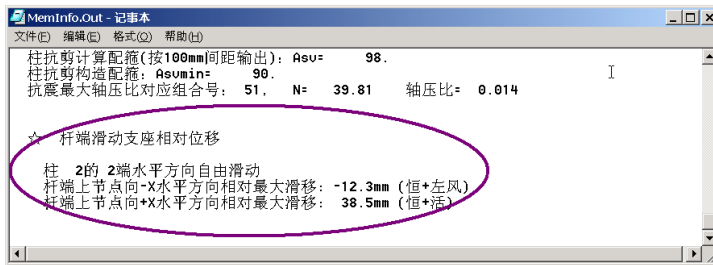 MemInfo.Out - 记事本
文件(F) 编辑(E) 格式(O) 帮助(H)
柱抗剪计算配箍(按100mm间距输出): Asv= 98.
柱抗剪构造配箍: Asvmin= 90.
抗震最大轴压比对应组合号: 51, N= 39.81 轴压比= 0.014
☆ 杆端滑动支座相对位移
柱 2的 2端水平方向自由滑动
杆端上节点向-X水平方向相对最大滑移: -12.3mm (恒+左风)
杆端上节点向+X水平方向相对最大滑移: 38.5mm (恒+活)